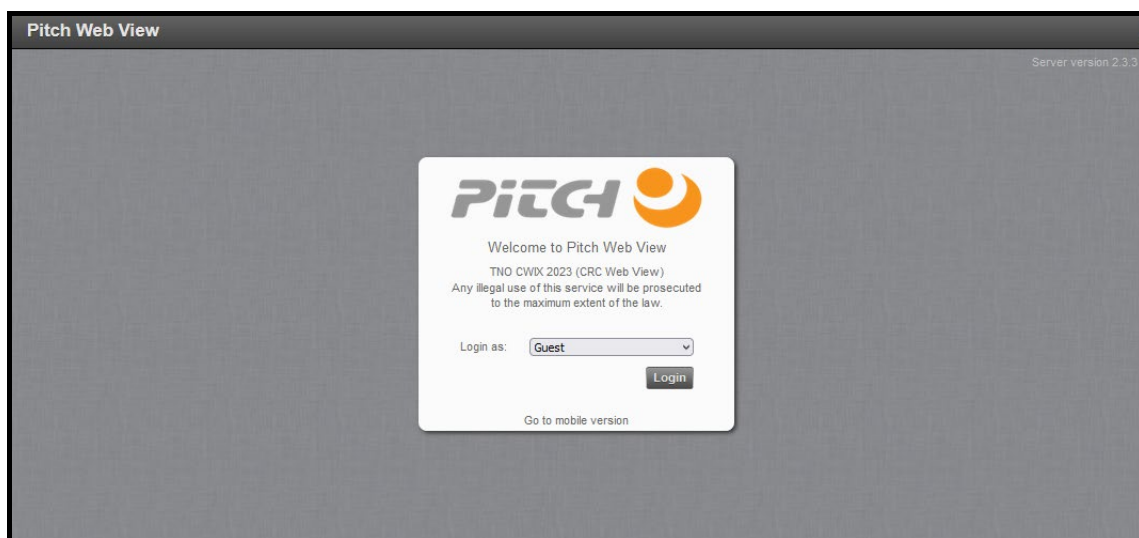 Pitch Web View
Server version 2.3.3
PITCH
Welcome to Pitch Web View
TNO CWIX 2023 (CRC Web View)
Any illegal use of this service will be prosecuted
to the maximum extent of the law.
Login as: Guest
Login
Go to mobile version